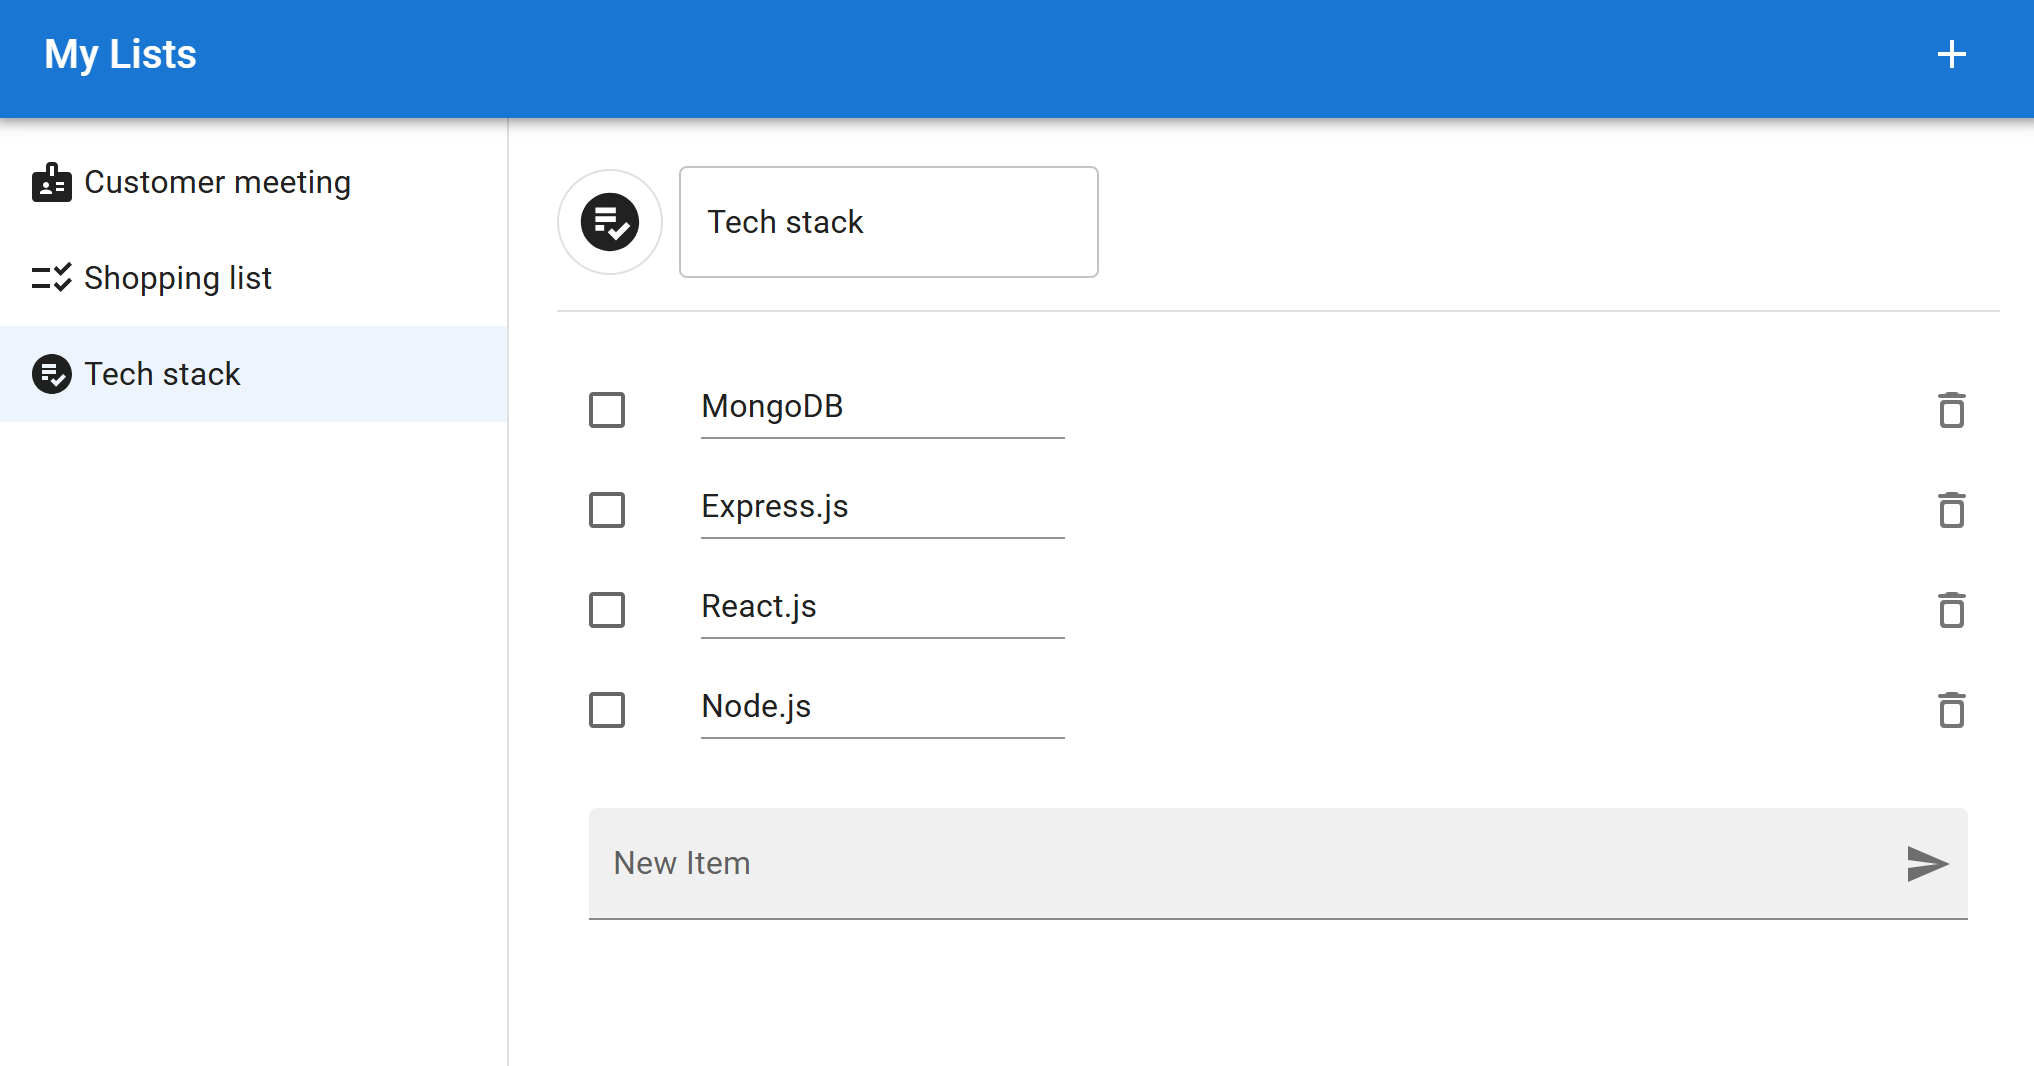 My Lists
Customer meeting
Shopping list
Tech stack
Tech stack
MongoDB
Express.js
React.js
Node.js
New Item